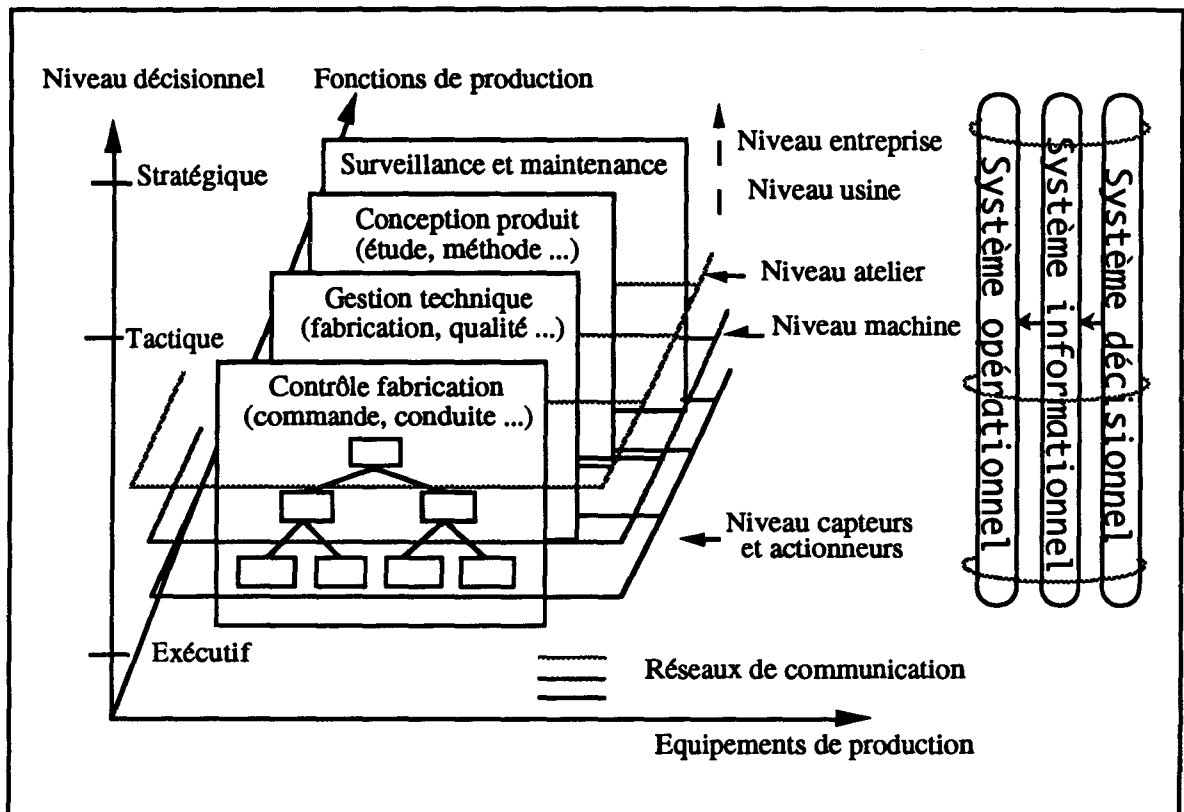 Niveau décisionnel
Fonctions de production
Stratégique
Tactique
Exécutif
Surveillance et maintenance
Conception produit
(étude, méthode ...)
Gestion technique
(fabrication, qualité ...)
Contrôle fabrication
(commande, conduite ...)
Niveau entreprise
Niveau usine
Niveau atelier
Niveau machine
Niveau capteurs
et actionneurs
Réseaux de communication
Equipements de production
Système opérationnel
Système informationnel
Système décisionnel